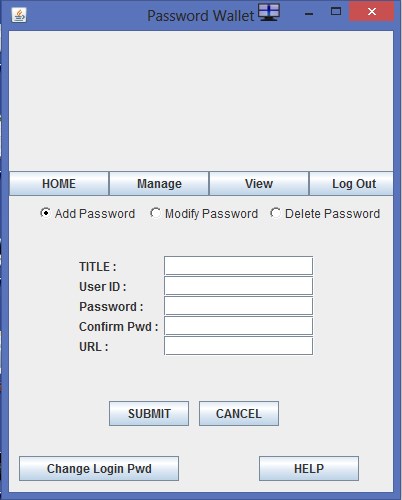 Password Wallet
HOME Manage View Log Out
Add Password Modify Password Delete Password
TITLE :
User ID :
Password :
Confirm Pwd :
URL :
SUBMIT CANCEL
Change Login Pwd HELP